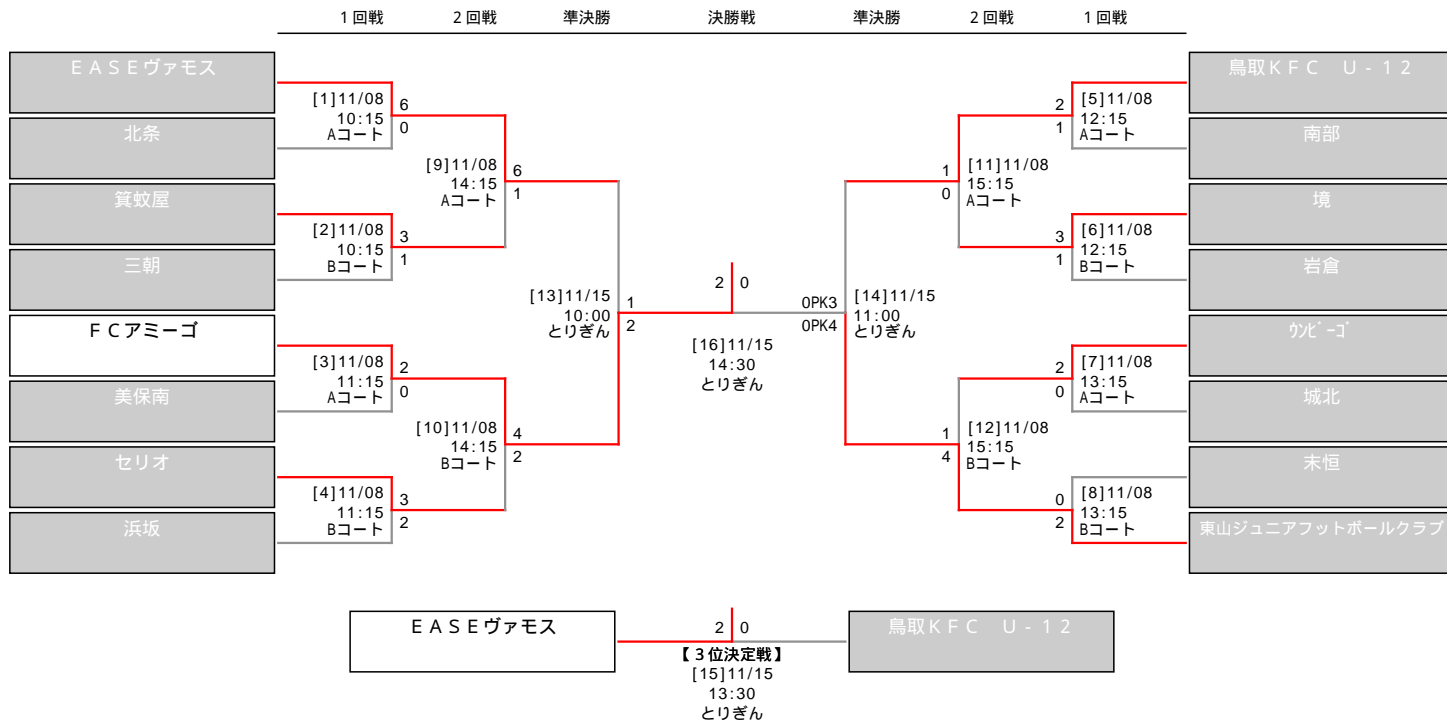 1回戦 2回戦 準決勝 決勝戦 準決勝 2回戦 1回戦
EASEヴァモス
北条
[1]11/08
10:15
Aコート
6
0
箕蚊屋
三朝
[2]11/08
10:15
Bコート
3
1
[9]11/08
14:15
Aコート
6
1
FCアミーゴ
美保南
[3]11/08
11:15
Aコート
2
0
セリオ
浜坂
[4]11/08
11:15
Bコート
3
2
[10]11/08
14:15
Bコート
4
2
[13]11/15
10:00
とりぎん
1
2
2 0
[16]11/15
14:30
とりぎん
0PK3
0PK4
[14]11/15
11:00
とりぎん
1
0
[11]11/08
15:15
Aコート
2
1
[5]11/08
12:15
Aコート
鳥取KFC U-12
南部
3
1
[6]11/08
12:15
Bコート
境
岩倉
1
4
[12]11/08
15:15
Bコート
2
0
[7]11/08
13:15
Aコート
ウンピーゴ
城北
0
2
[8]11/08
13:15
Bコート
末恒
東山ジュニアフットボールクラブ
EASEヴァモス
2 0
鳥取KFC U-12
【3位決定戦】
[15]11/15
13:30
とりぎん